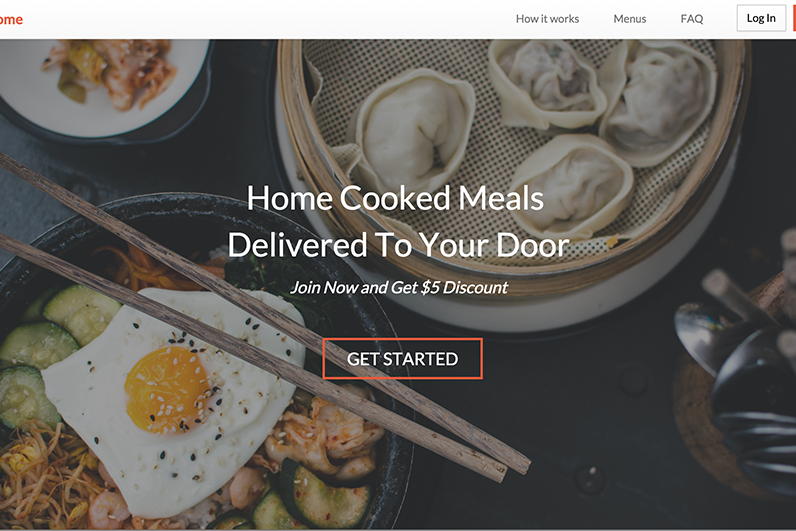 ome
How it works
Menus
FAQ
Log In
Home Cooked Meals
Delivered To Your Door
Join Now and Get $5 Discount
GET STARTED